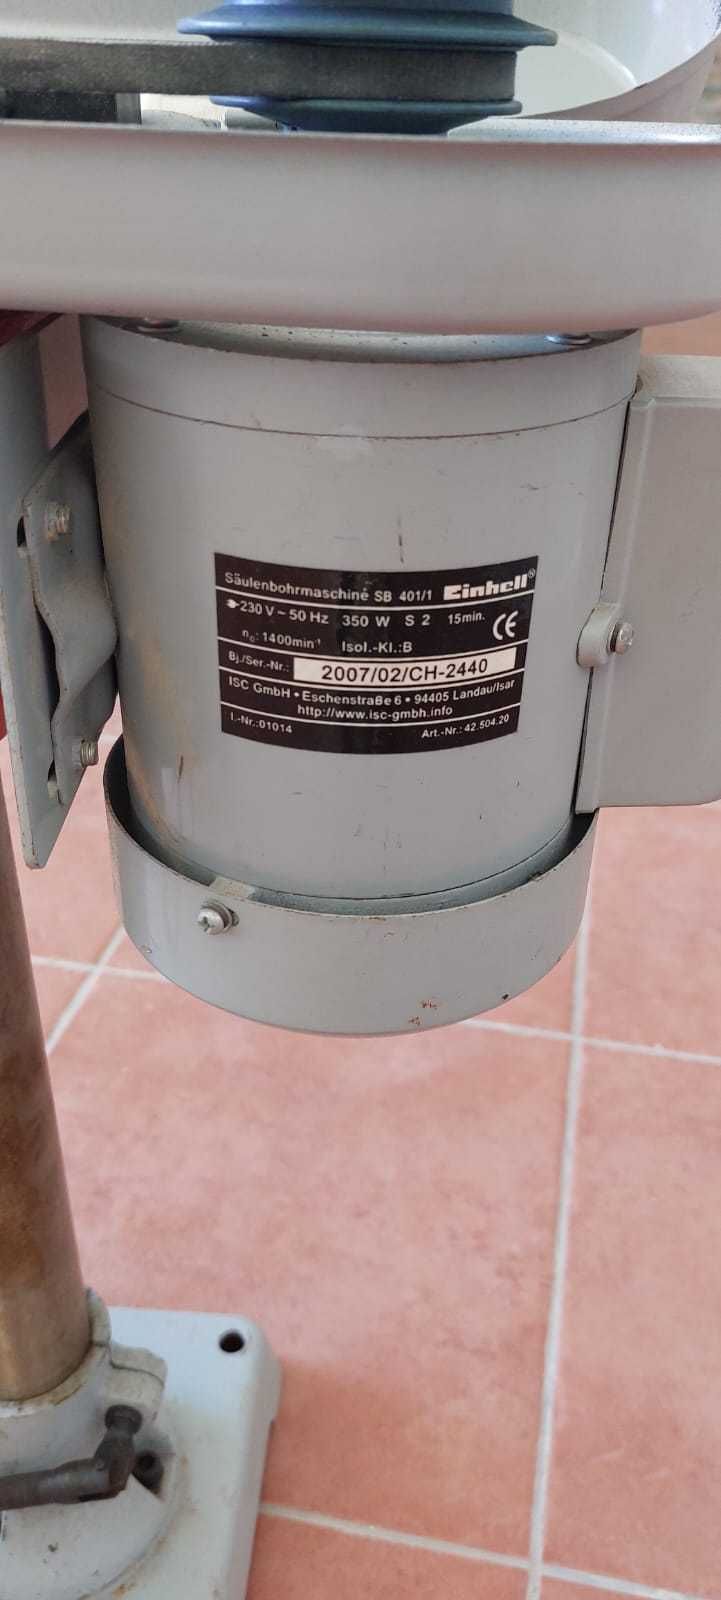 Säulenbohrmaschine SB 401/1 Einhell®
230 V ~ 50 Hz 350 W S 2 15min. CE
n₀: 1400min⁻¹ Isol.-Kl.:B
Bj./Ser.-Nr.: 2007/02/CH-2440
ISC GmbH • Eschenstraße 6 • 94405 Landau/Isar
http://www.isc-gmbh.info
I.-Nr.:01014 Art.-Nr.: 42.504.20